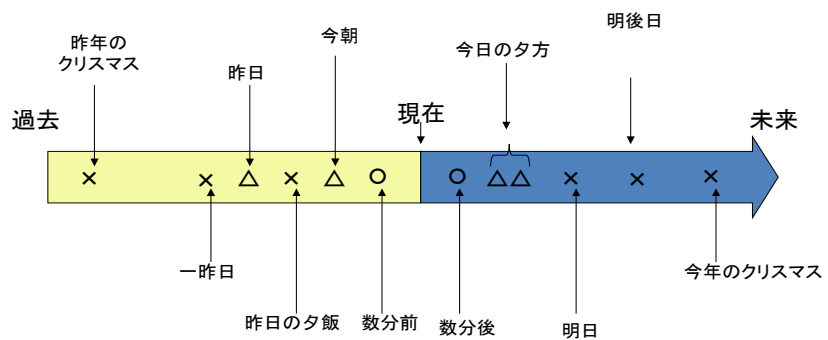 昨年の
クリスマス
昨日
今朝
今日の夕方
明後日
過去
現在
未来
一昨日
昨日の夕飯
数分前
数分後
明日
今年のクリスマス